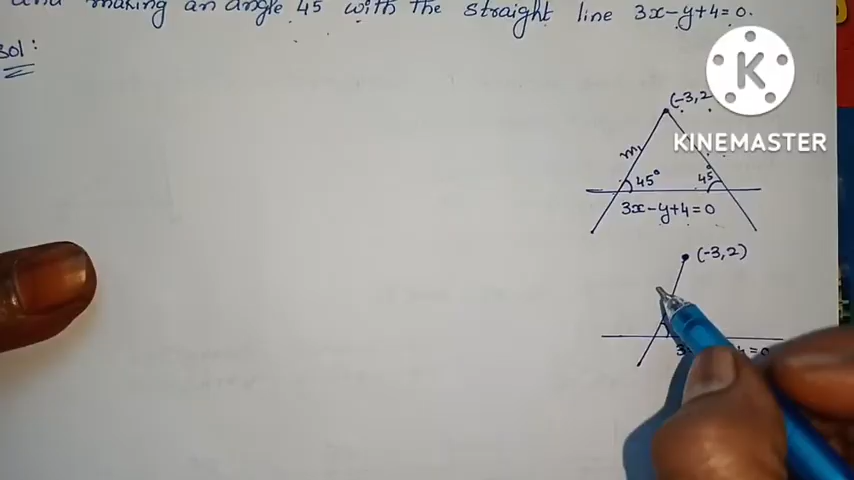 and making an angle 45 with the straight line 3x-y+4=0.
Sol:
(-3,2
KINEMASTER
m
45° 45°
3x-y+4=0
(-3,2)